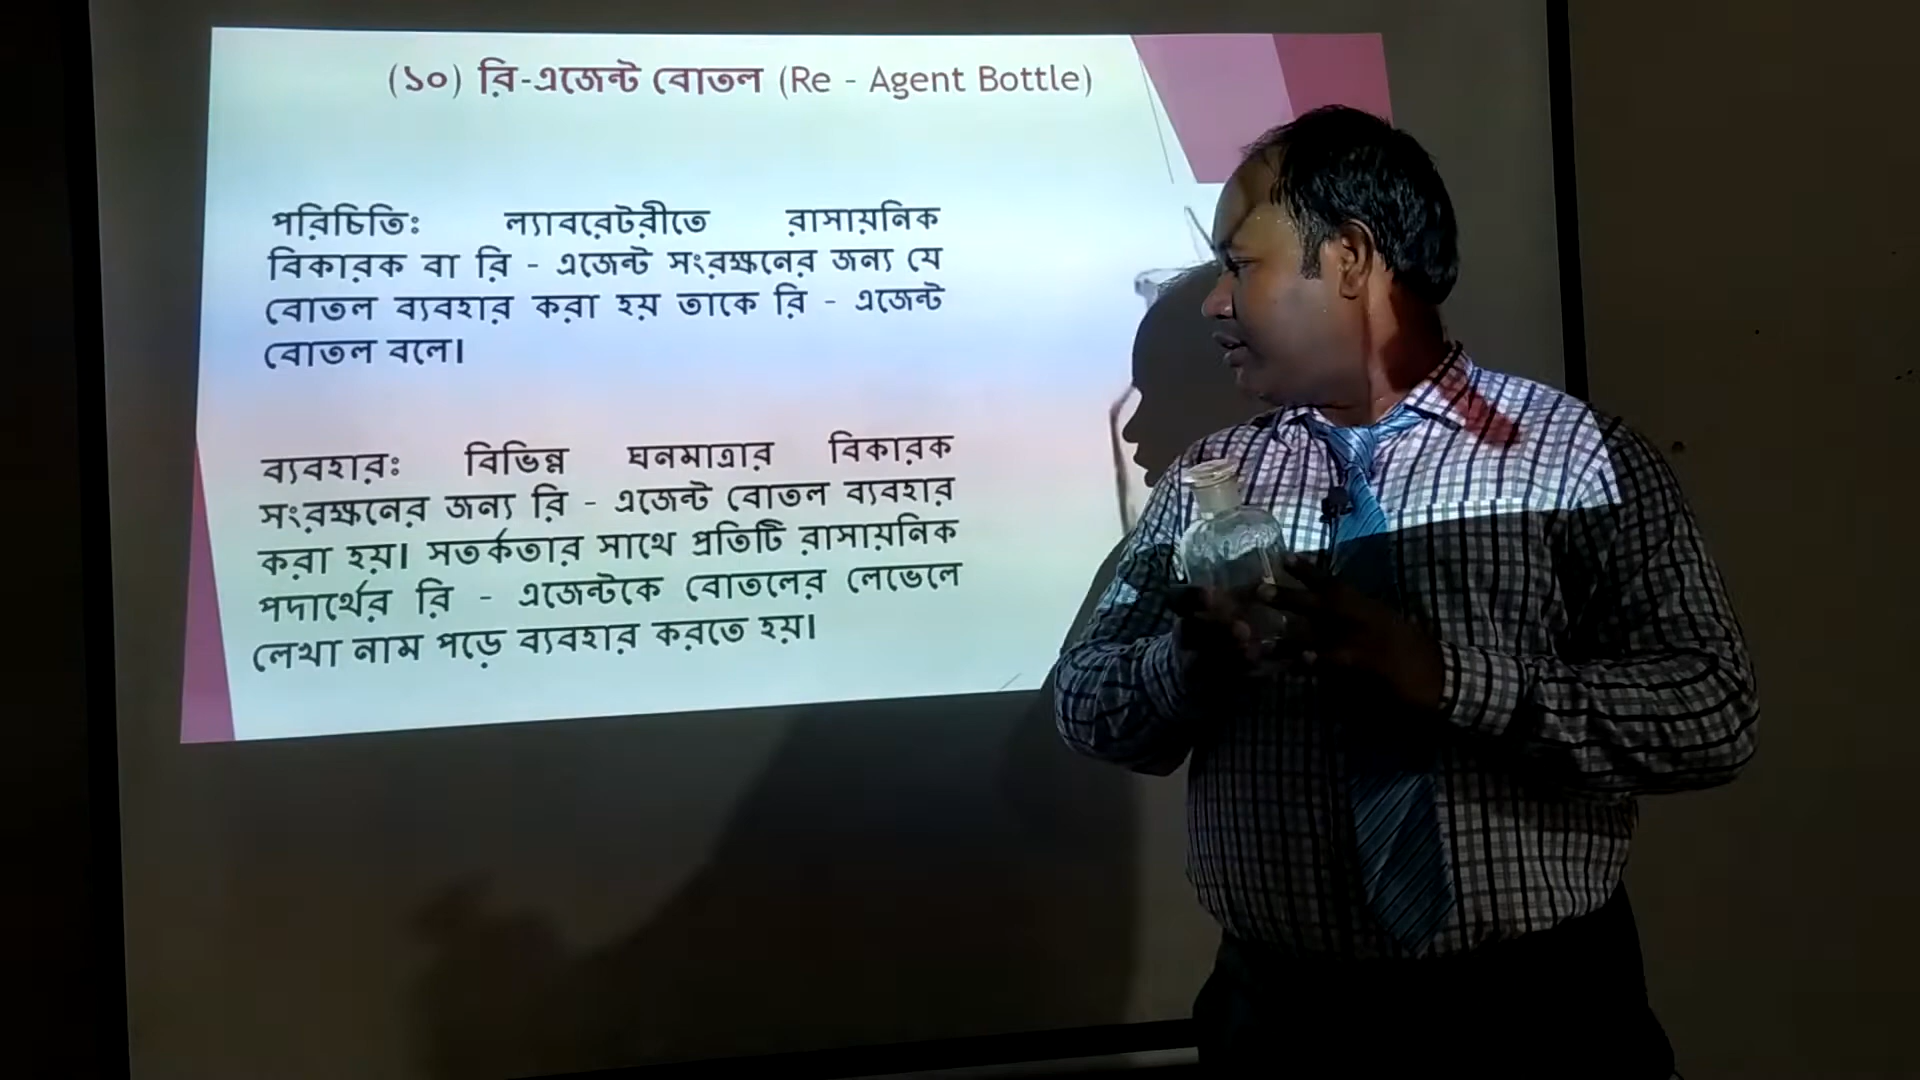 (১০) রি-এজেন্ট বোতল (Re - Agent Bottle)
পরিচিতিঃ ল্যাবরেটরীতে রাসায়নিক
বিকারক বা রি - এজেন্ট সংরক্ষনের জন্য যে
বোতল ব্যবহার করা হয় তাকে রি - এজেন্ট
বোতল বলে।
ব্যবহারঃ বিভিন্ন ঘনমাত্রার বিকারক
সংরক্ষনের জন্য রি - এজেন্ট বোতল ব্যবহার
করা হয়। সতর্কতার সাথে প্রতিটি রাসায়নিক
পদার্থের রি - এজেন্টকে বোতলের লেভেলে
লেখা নাম পড়ে ব্যবহার করতে হয়।